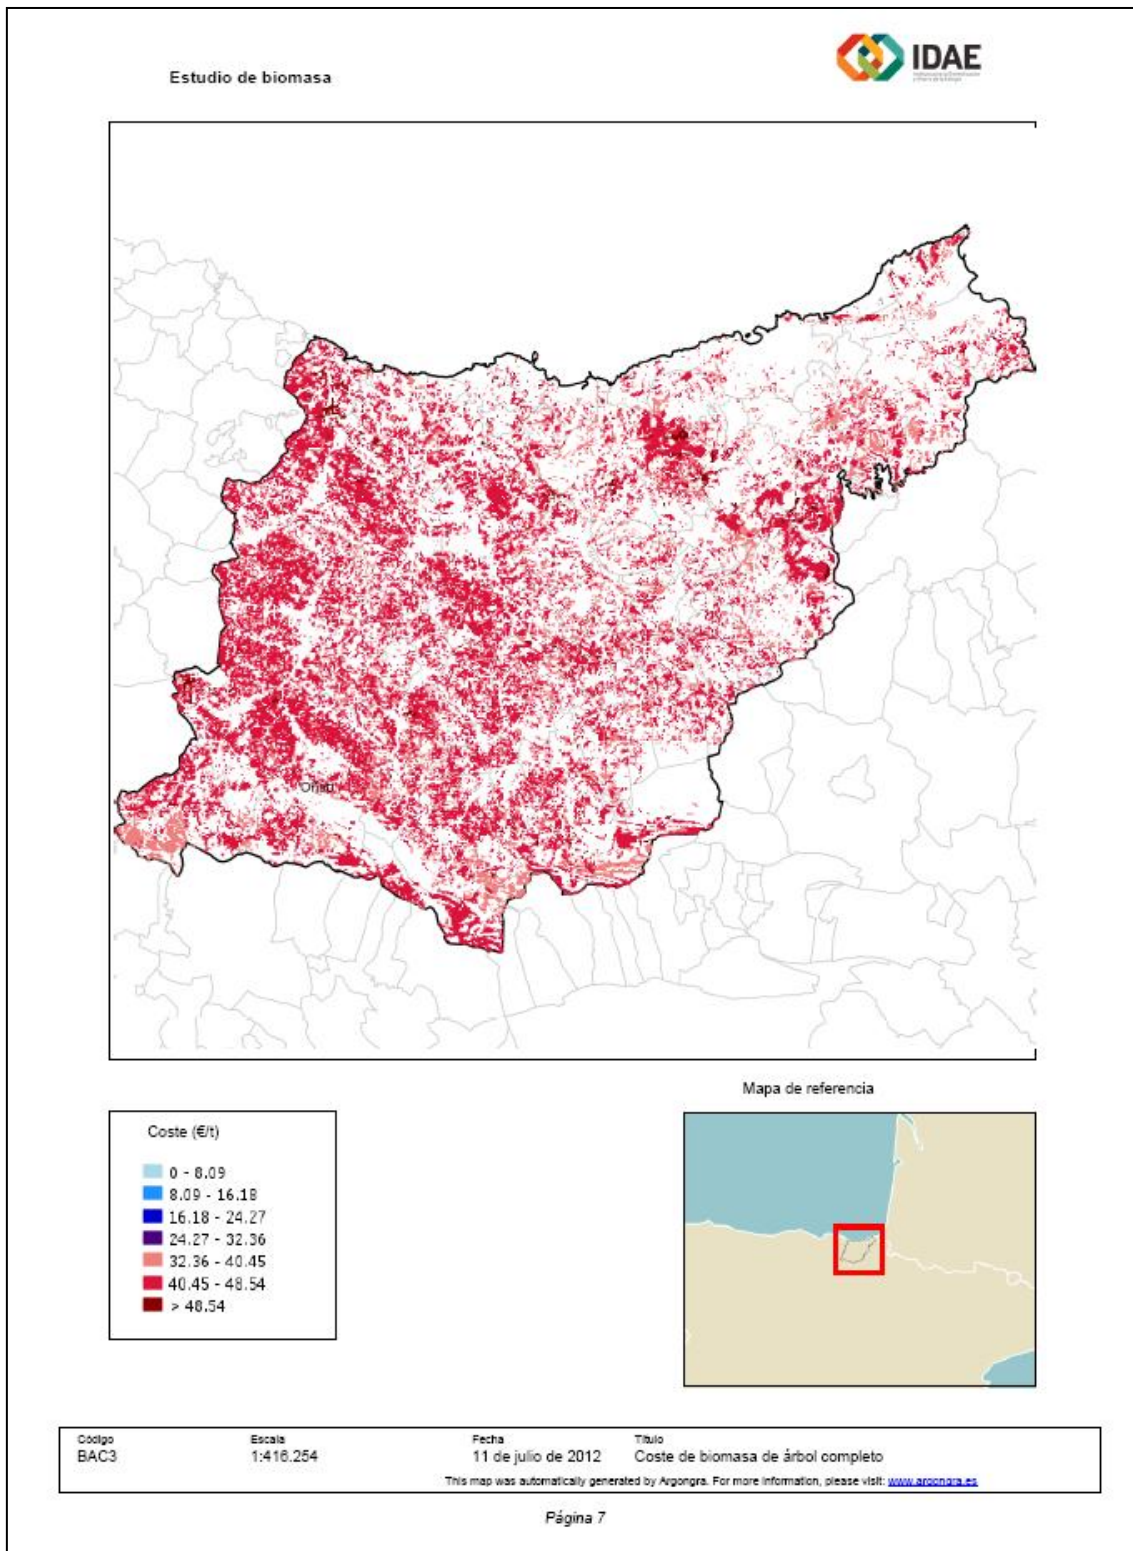 Estudio de biomasa
IDAE
Oñati
Mapa de referencia
Coste (€/t)
0 - 8.09
8.09 - 16.18
16.18 - 24.27
24.27 - 32.36
32.36 - 40.45
40.45 - 48.54
> 48.54
Código Escala Fecha Título
BAC3 1:416.254 11 de julio de 2012 Coste de biomasa de árbol completo
This map was automatically generated by Argongra. For more information, please visit: www.argongra.es
Página 7